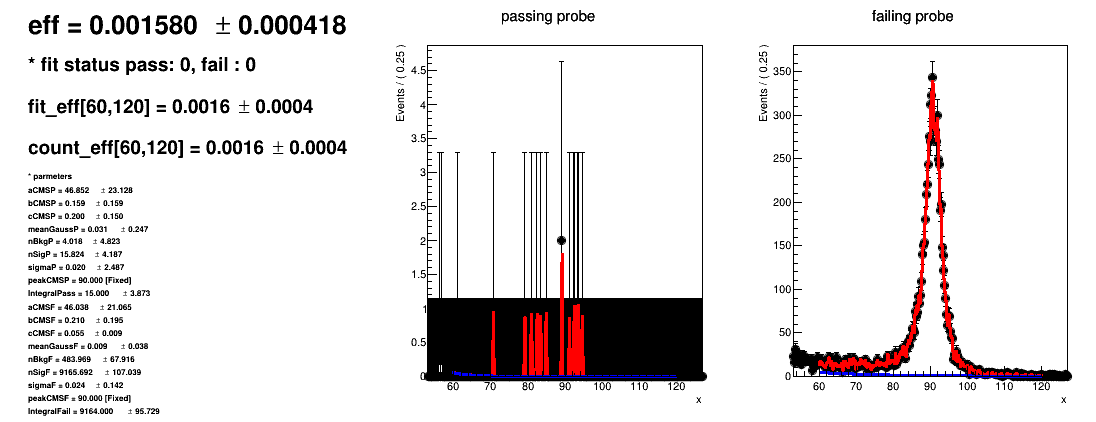 eff = 0.001580 ± 0.000418
* fit status pass: 0, fail : 0
fit_eff[60,120] = 0.0016 ± 0.0004
count_eff[60,120] = 0.0016 ± 0.0004
* parmeters
aCMSP = 46.852 ± 23.128
bCMSP = 0.159 ± 0.159
cCMSP = 0.200 ± 0.150
meanGaussP = 0.031 ± 0.247
nBkgP = 4.018 ± 4.823
nSigP = 15.824 ± 4.187
sigmaP = 0.020 ± 2.487
peakCMSP = 90.000 [Fixed]
IntegralPass = 15.000 ± 3.873
aCMSF = 46.038 ± 21.065
bCMSF = 0.210 ± 0.195
cCMSF = 0.055 ± 0.009
meanGaussF = 0.009 ± 0.038
nBkgF = 483.969 ± 67.916
nSigF = 9165.692 ± 107.039
sigmaF = 0.024 ± 0.142
peakCMSF = 90.000 [Fixed]
IntegralFail = 9164.000 ± 95.729
passing probe
Events / ( 0.25 )
4.5
4
3.5
3
2.5
2
1.5
1
0.5
0
60 70 80 90 100 110 120
x
failing probe
Events / ( 0.25 )
350
300
250
200
150
100
50
0
60 70 80 90 100 110 120
x